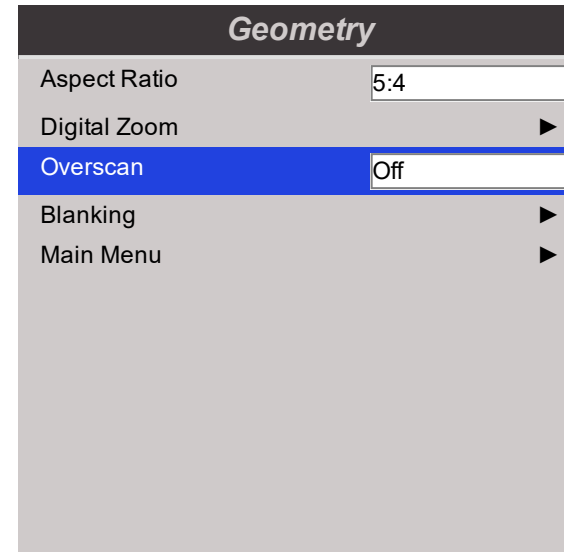 Geometry
Aspect Ratio 5:4
Digital Zoom ►
Overscan Off
Blanking ►
Main Menu ►